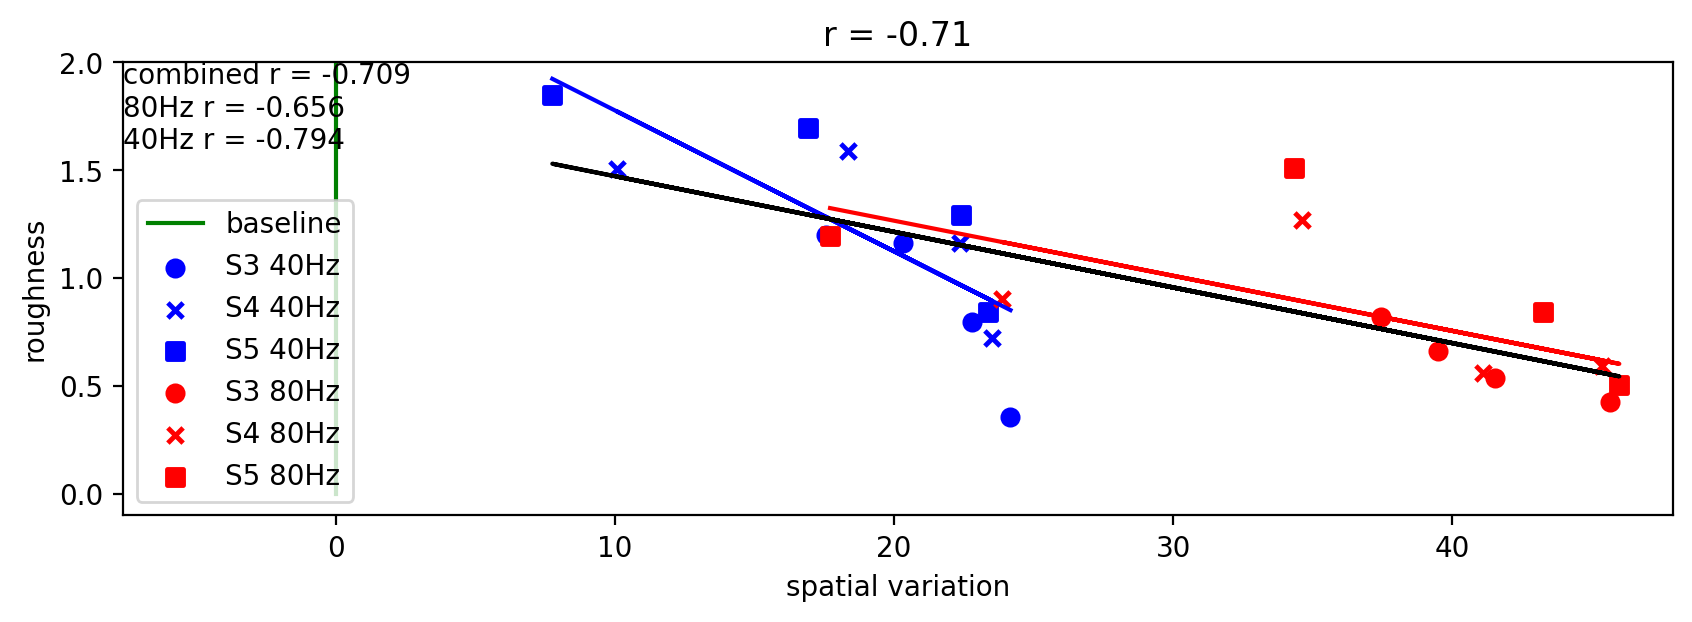 r = -0.71
combined r = -0.709
80Hz r = -0.656
40Hz r = -0.794
2.0
1.5
1.0
0.5
0.0
roughness
baseline
S3 40Hz
S4 40Hz
S5 40Hz
S3 80Hz
S4 80Hz
S5 80Hz
0 10 20 30 40
spatial variation